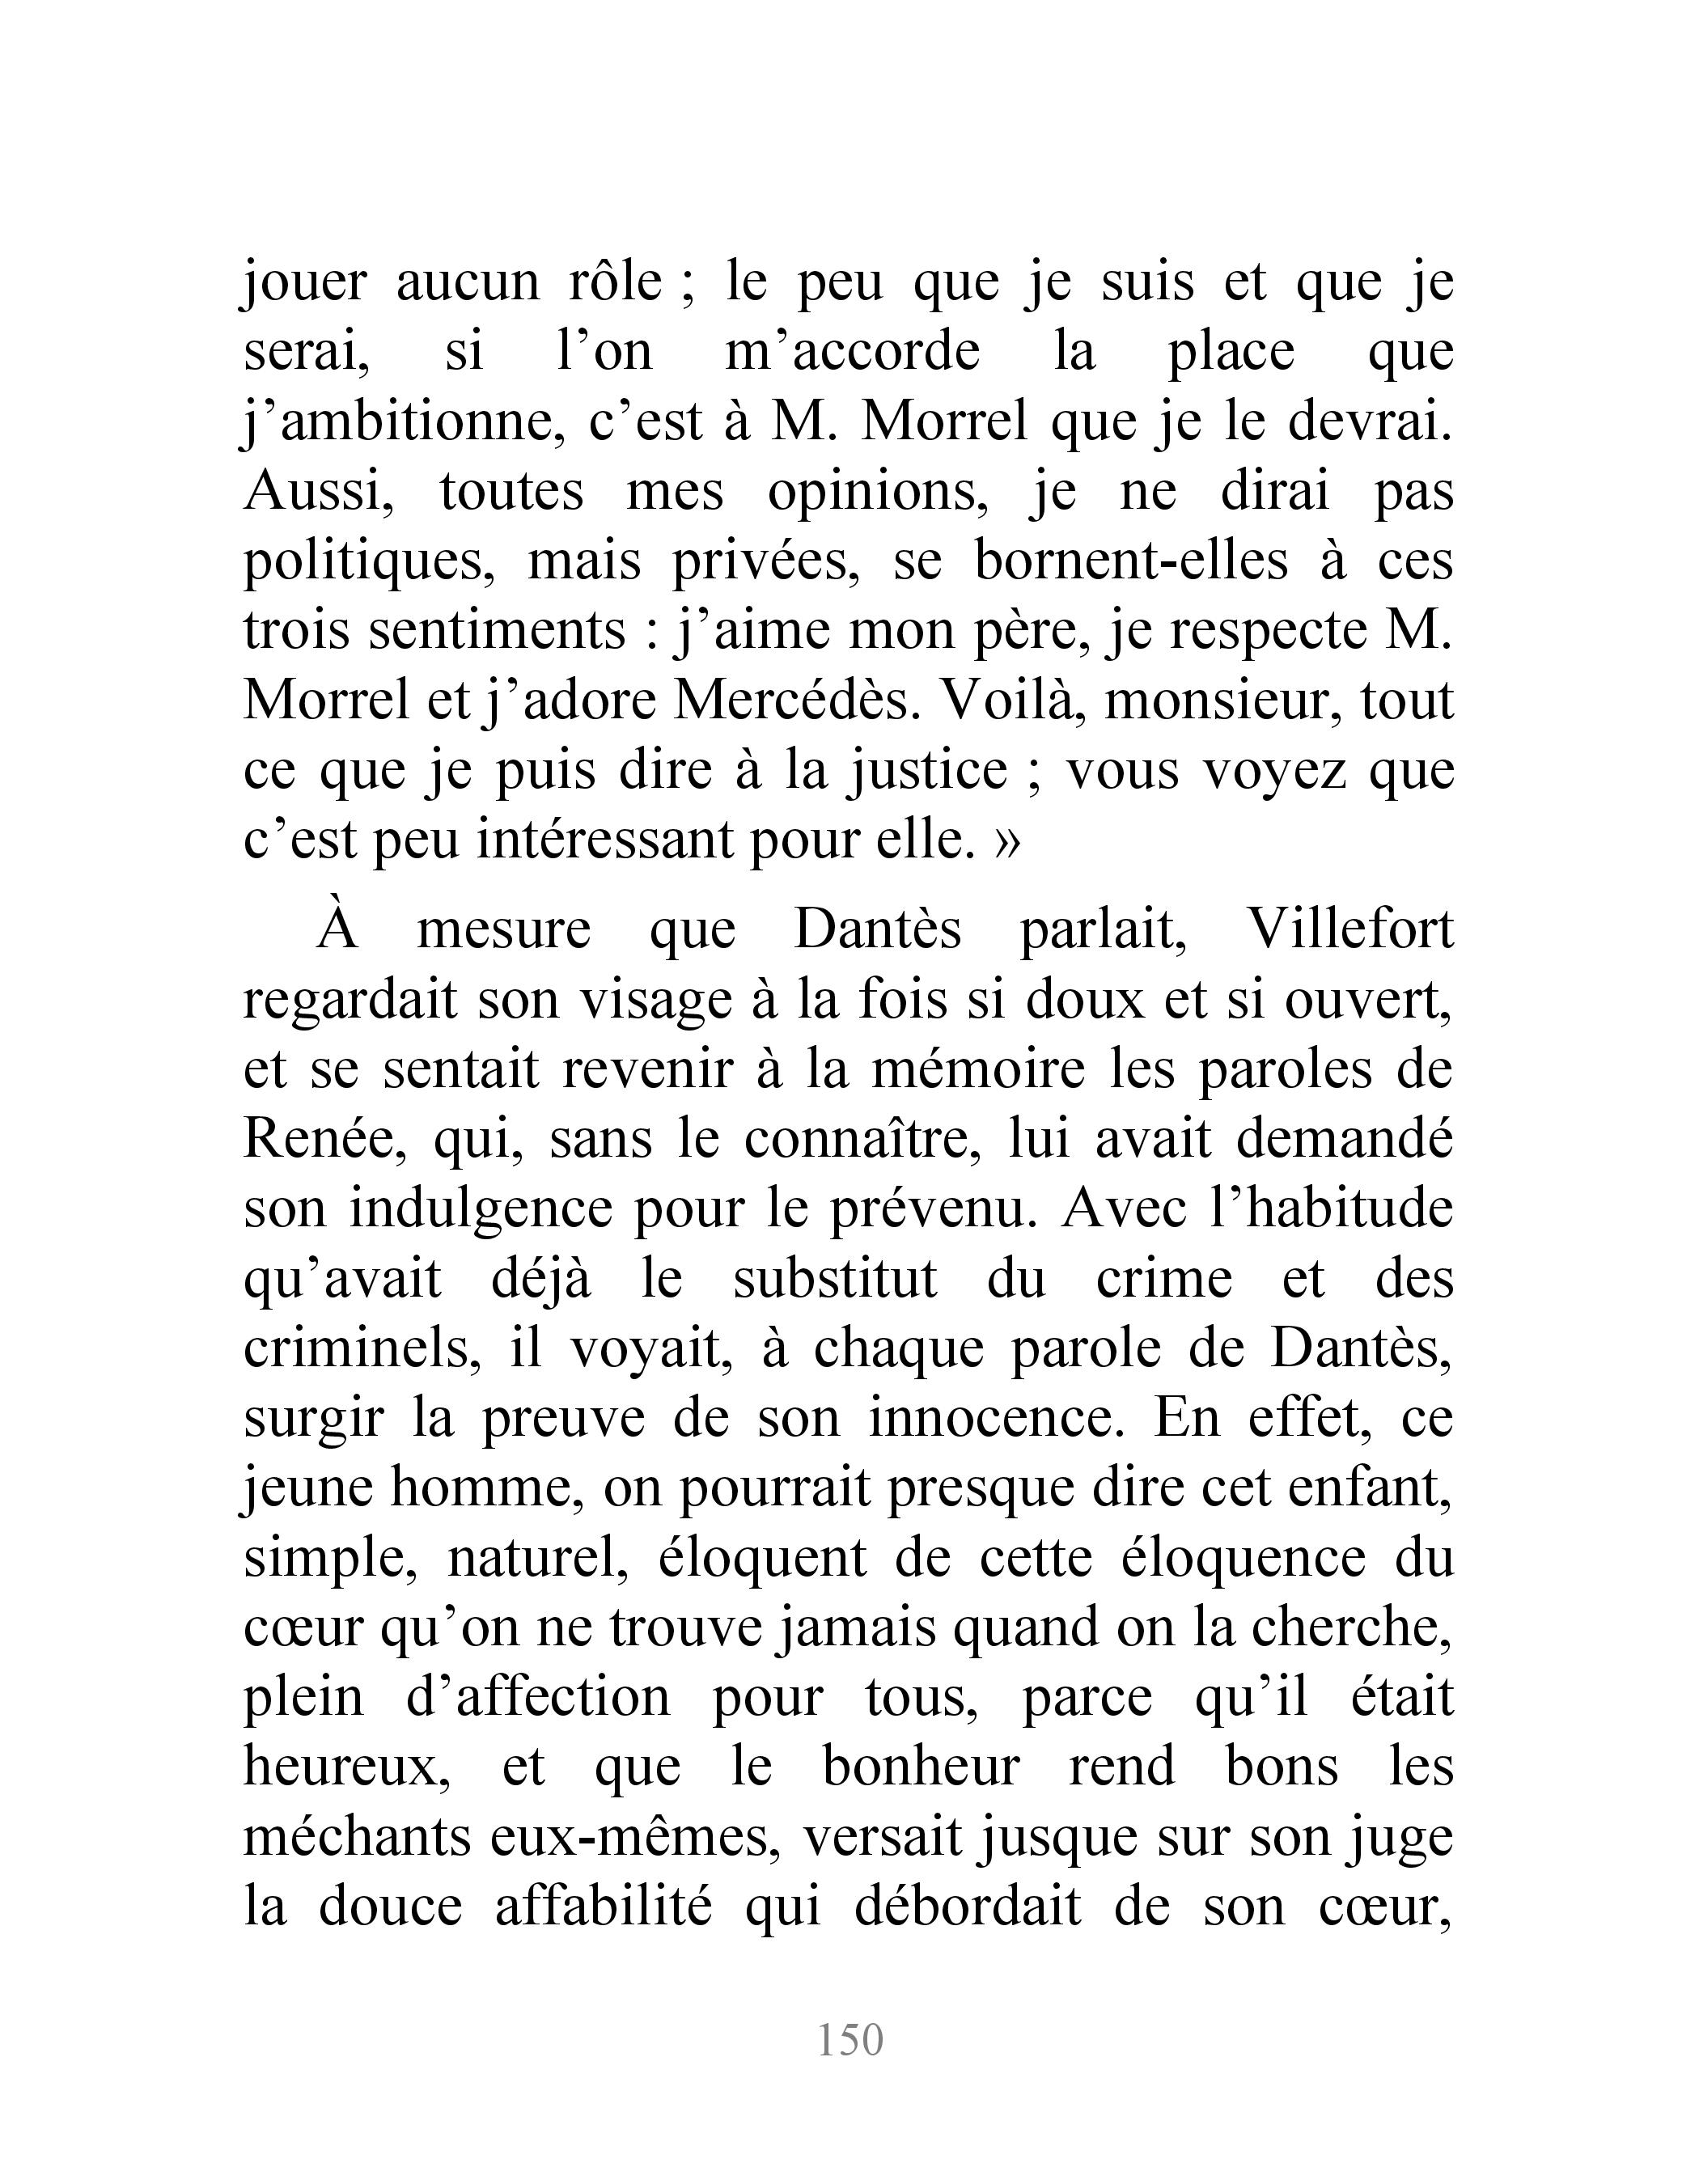 jouer aucun rôle ; le peu que je suis et que je
serai, si l’on m’accorde la place que
j’ambitionne, c’est à M. Morrel que je le devrai.
Aussi, toutes mes opinions, je ne dirai pas
politiques, mais privées, se bornent-elles à ces
trois sentiments : j’aime mon père, je respecte M.
Morrel et j’adore Mercédès. Voilà, monsieur, tout
ce que je puis dire à la justice ; vous voyez que
c’est peu intéressant pour elle. »
À mesure que Dantès parlait, Villefort
regardait son visage à la fois si doux et si ouvert,
et se sentait revenir à la mémoire les paroles de
Renée, qui, sans le connaître, lui avait demandé
son indulgence pour le prévenu. Avec l’habitude
qu’avait déjà le substitut du crime et des
criminels, il voyait, à chaque parole de Dantès,
surgir la preuve de son innocence. En effet, ce
jeune homme, on pourrait presque dire cet enfant,
simple, naturel, éloquent de cette éloquence du
cœur qu’on ne trouve jamais quand on la cherche,
plein d’affection pour tous, parce qu’il était
heureux, et que le bonheur rend bons les
méchants eux-mêmes, versait jusque sur son juge
la douce affabilité qui débordait de son cœur,
150